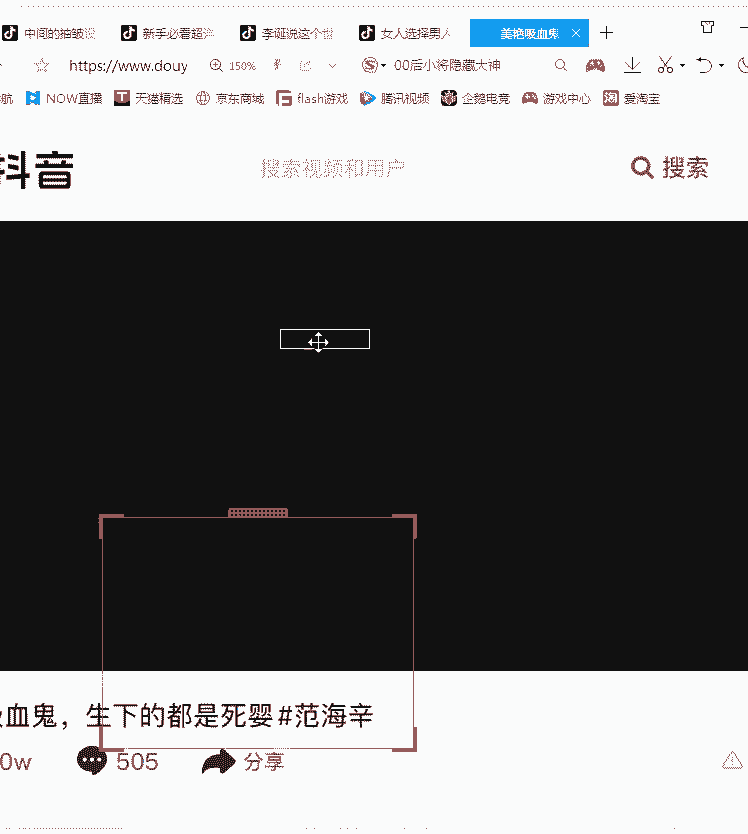 中间的抽皱 新手必看超 李诞说这个 女人选择男 美艳吸血鬼
https://www.douy 150% 00后小将隐藏大神
航 NOW直播 天猫精选 京东商城 flash游戏 腾讯视频 企鹅电竞 游戏中心 爱淘宝
抖音 搜索视频和用户 搜索
吸血鬼，生下的都是死婴#范海辛
0w 505 分享